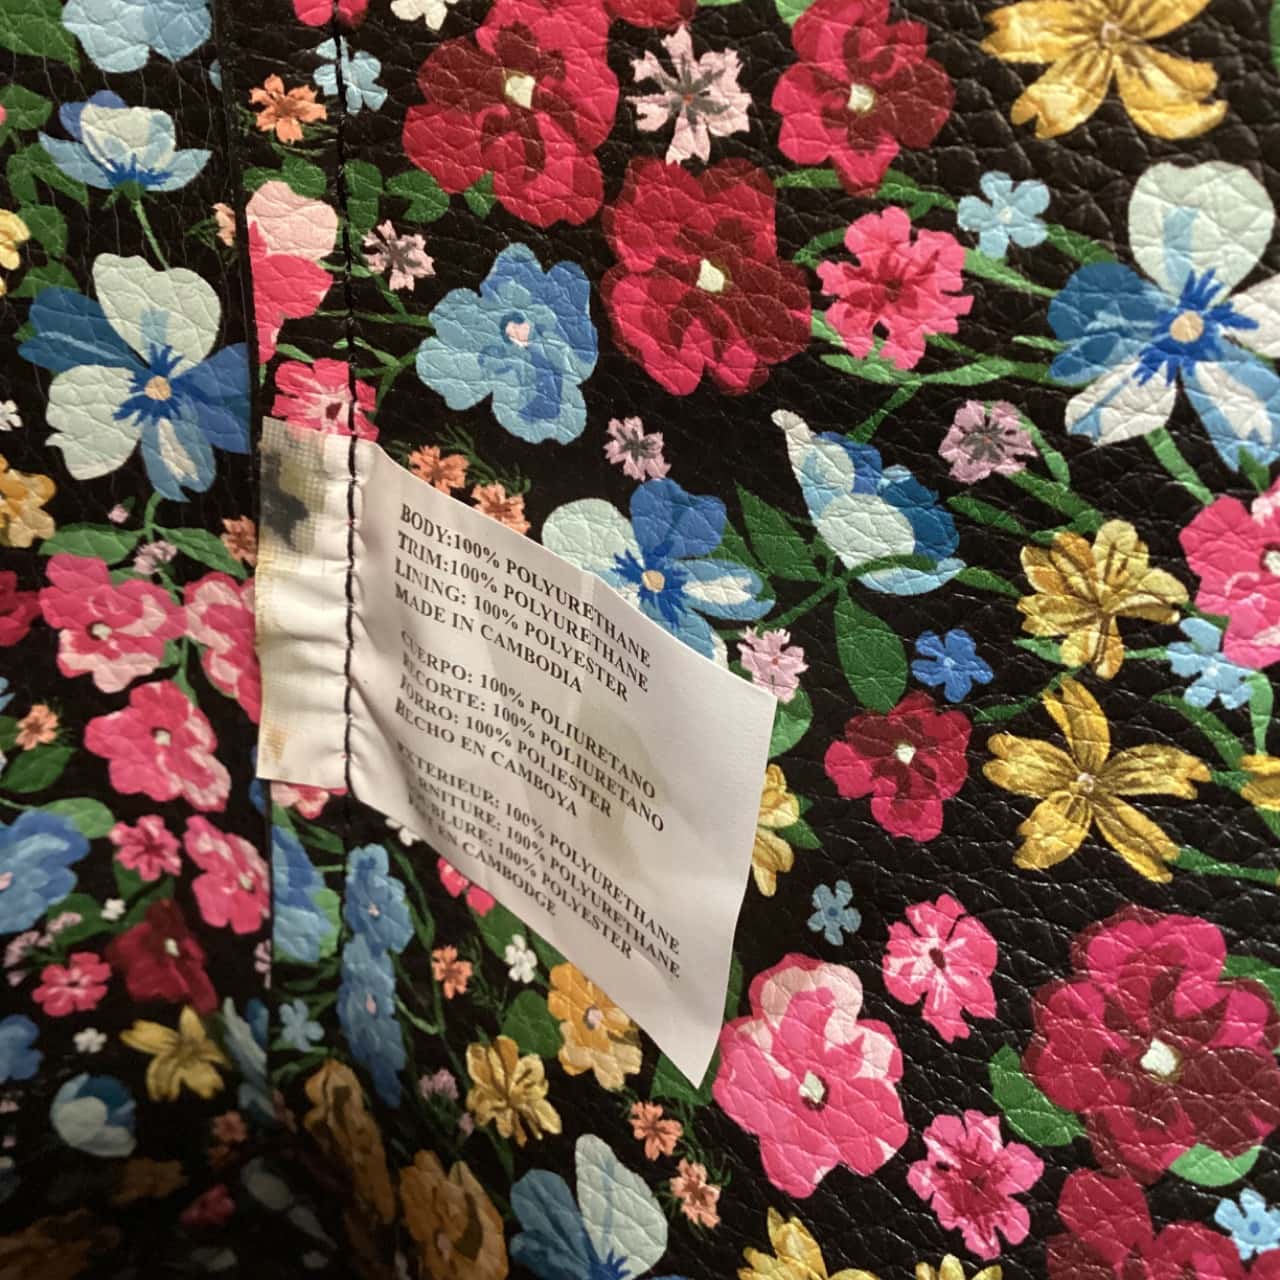 BODY:100% POLYURETHANE
TRIM:100% POLYURETHANE
LINING: 100% POLYESTER
MADE IN CAMBODIA
CUERPO: 100% POLIURETANO
RECORTE: 100% POLIURETANO
FORRO: 100% POLIESTER
HECHO EN CAMBOYA
EXTERIEUR: 100% POLYURETHANE
100% POLYURETHANE
100% POLYESTER
EN CAMBODGE